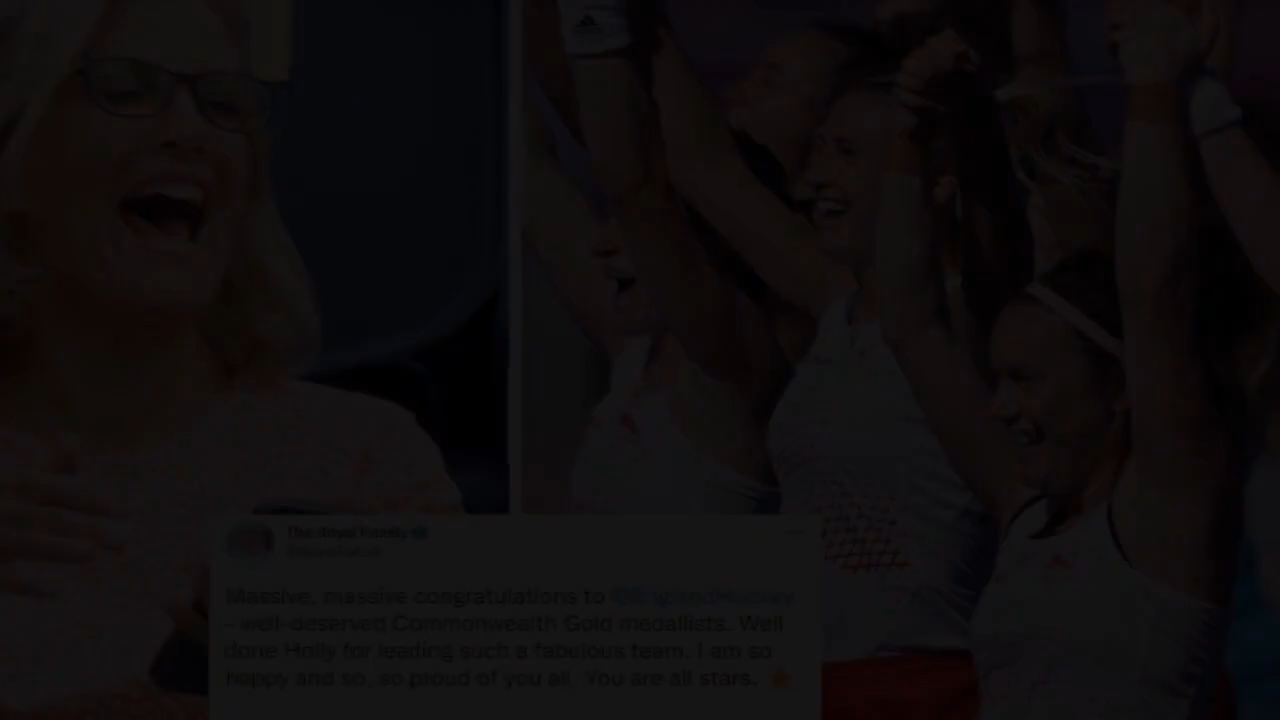 The Royal Family
Massive, massive congratulations to @EnglandHockey
- well-deserved Commonwealth Gold medallists. Well
done Holly for leading such a fabulous team. I am so
happy and so, so proud of you all. You are all stars.